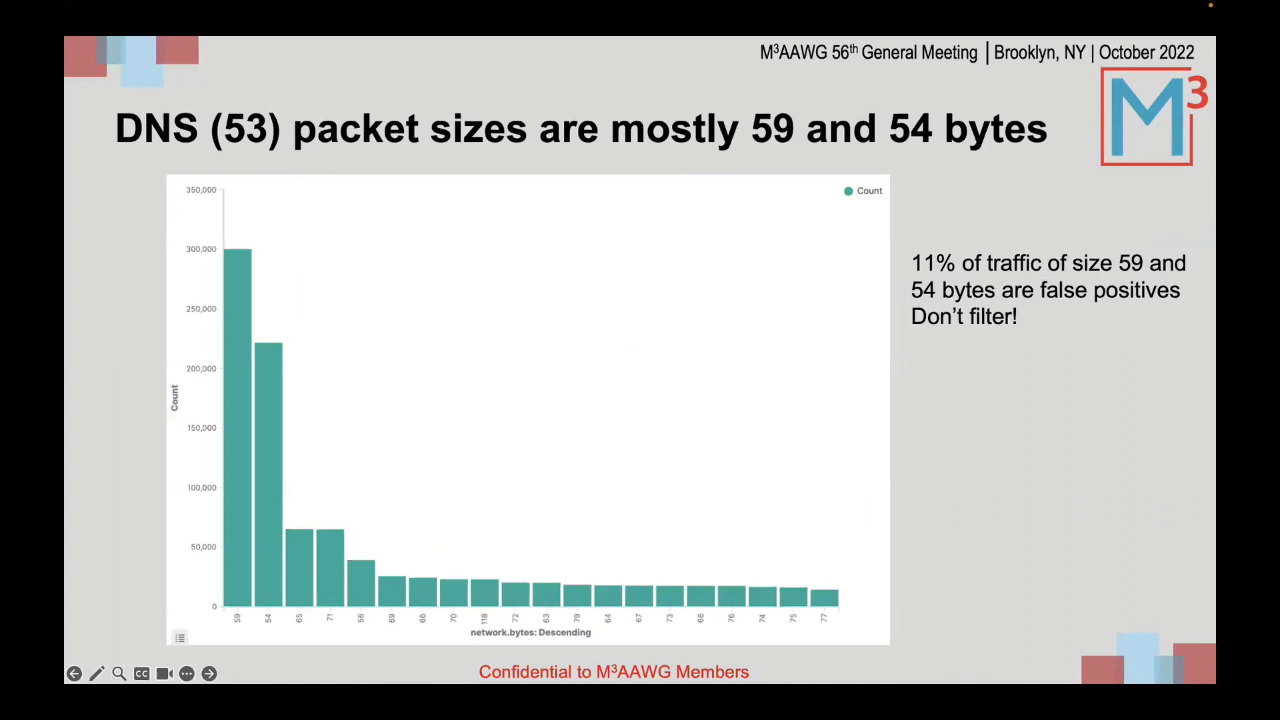 M³AAWG 56th General Meeting | Brooklyn, NY | October 2022
M3
DNS (53) packet sizes are mostly 59 and 54 bytes
350,000
Count
300,000
250,000
200,000
150,000
100,000
50,000
0
Count
59 54 65 71 56 69 66 70 118 72 63 79 64 67 73 68 76 74 75 77
network.bytes: Descending
11% of traffic of size 59 and
54 bytes are false positives
Don't filter!
CC
Confidential to M³AAWG Members